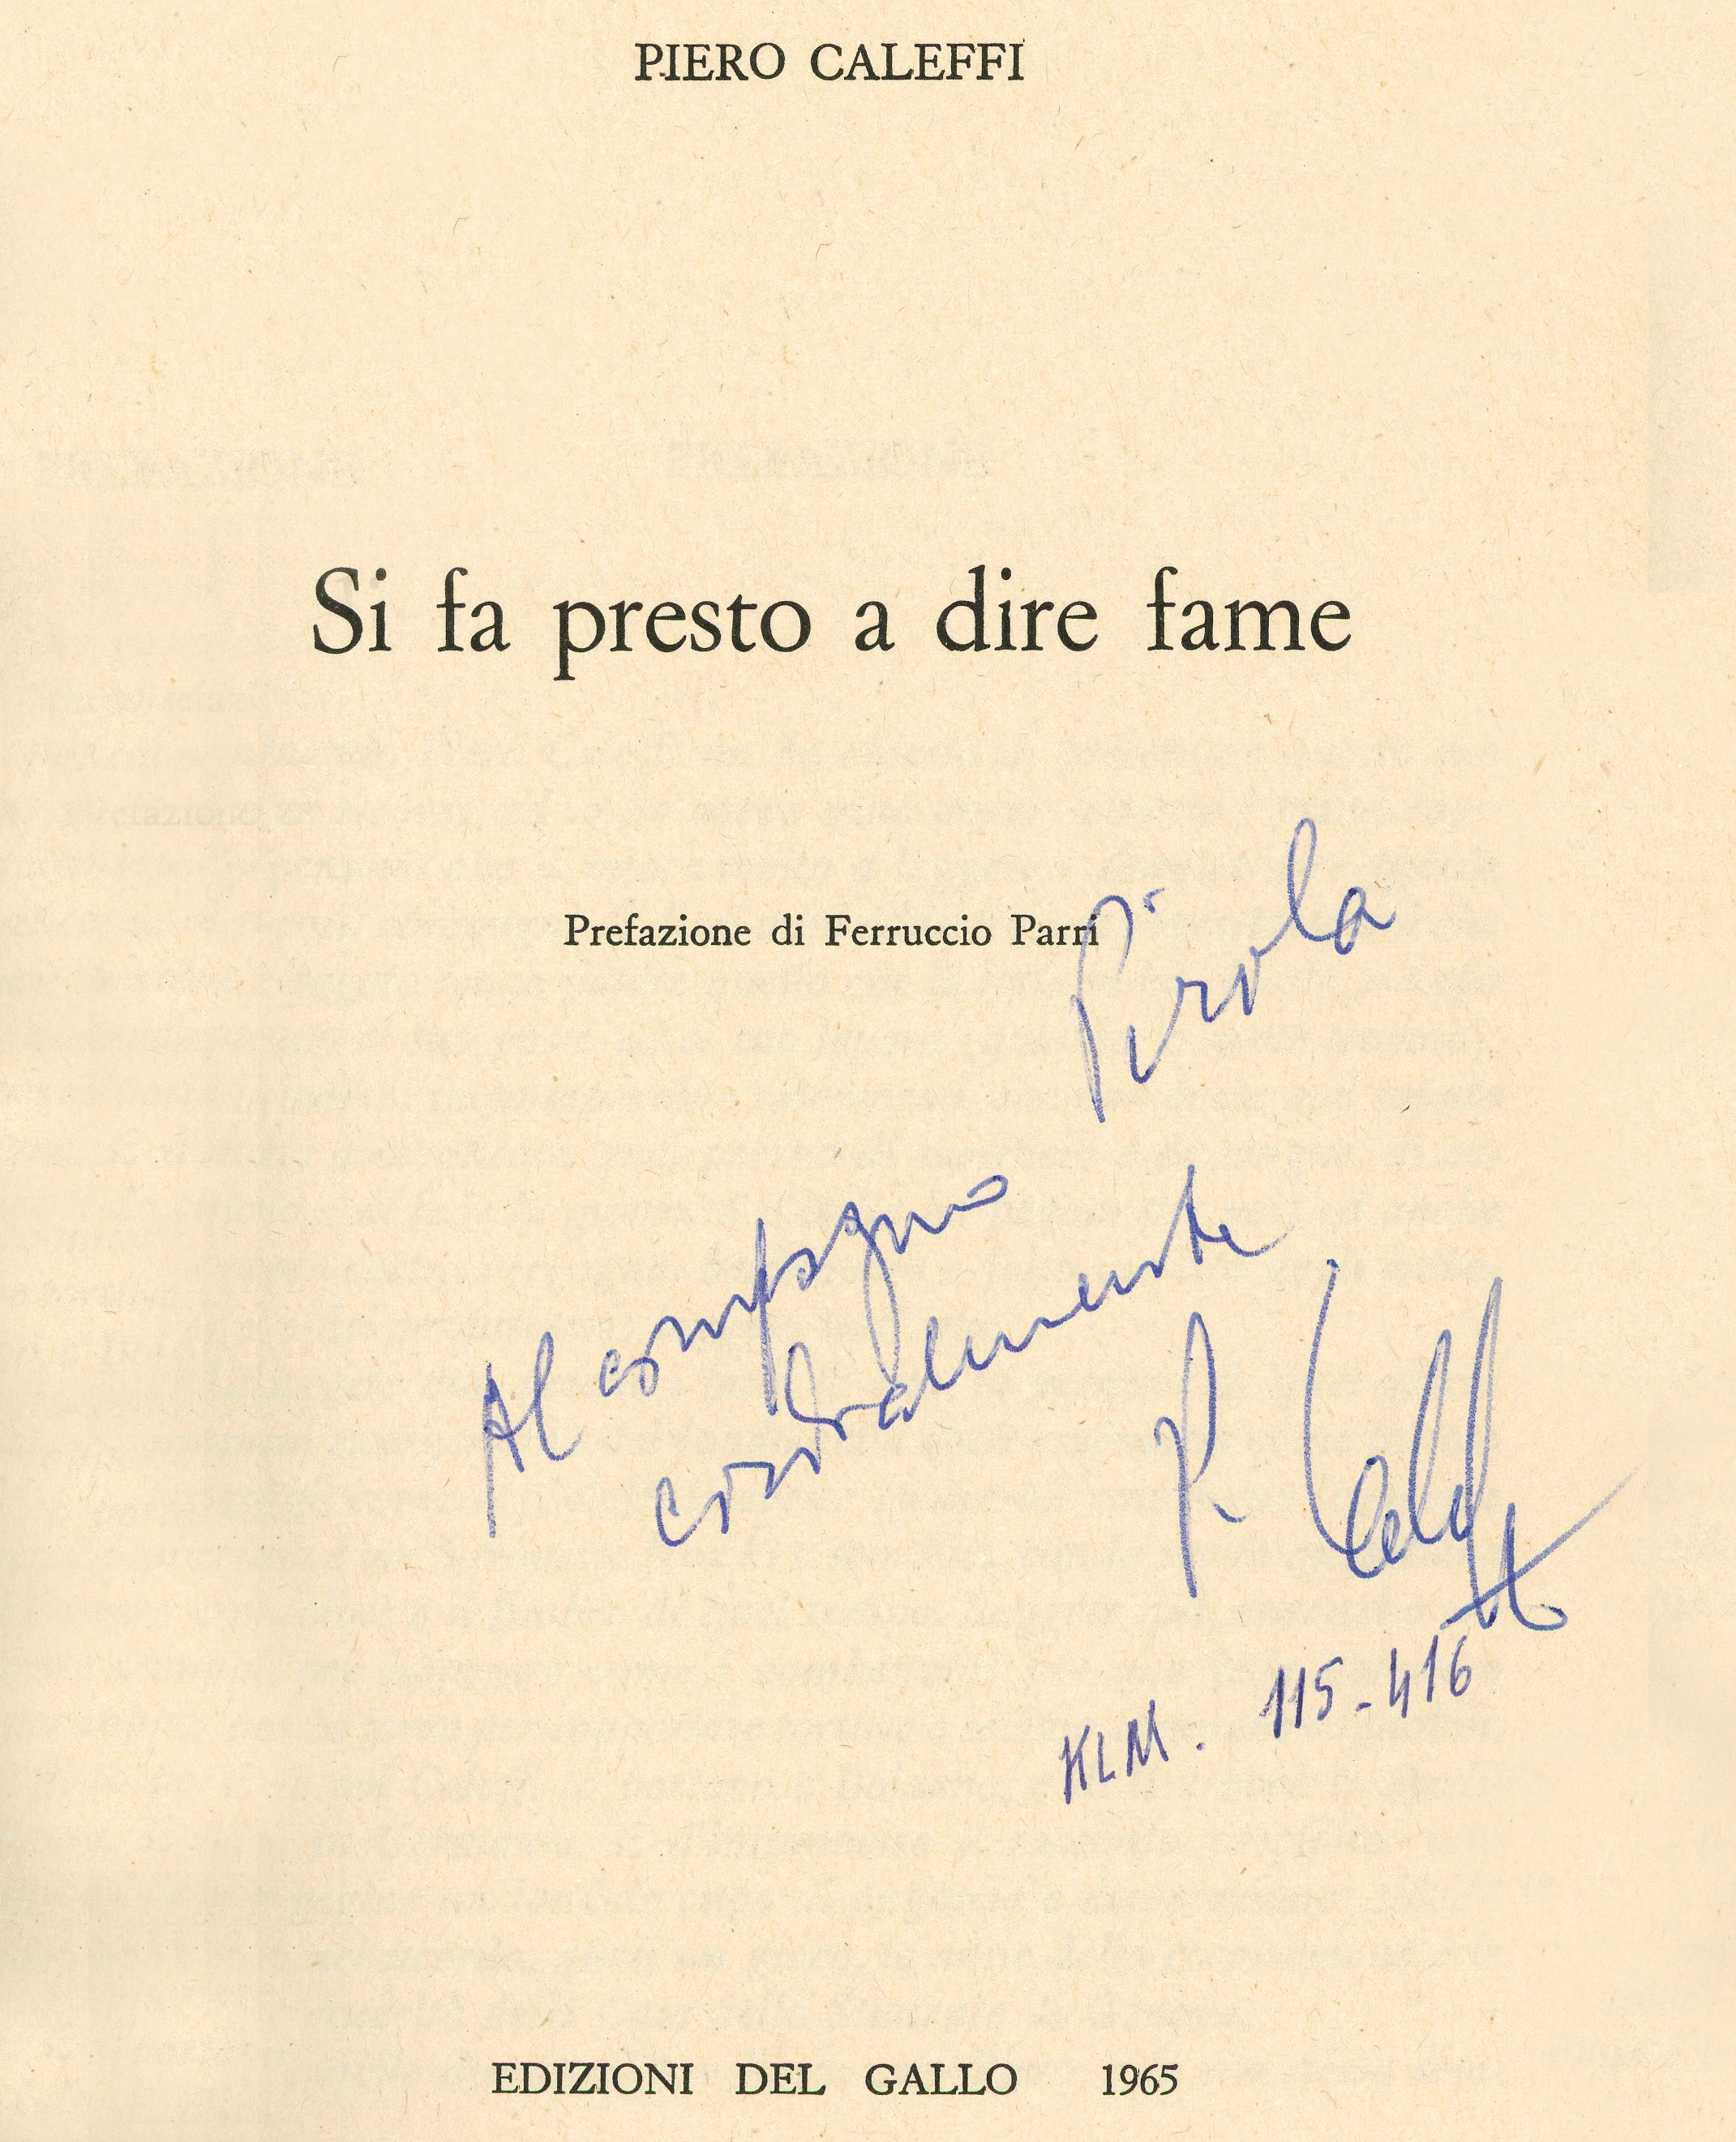 PIERO CALEFFI
Si fa presto a dire fame
Prefazione di Ferruccio Parri
Al compagno Pirola
cordialmente
P. Caleffi
KLM. 115-416
EDIZIONI DEL GALLO 1965